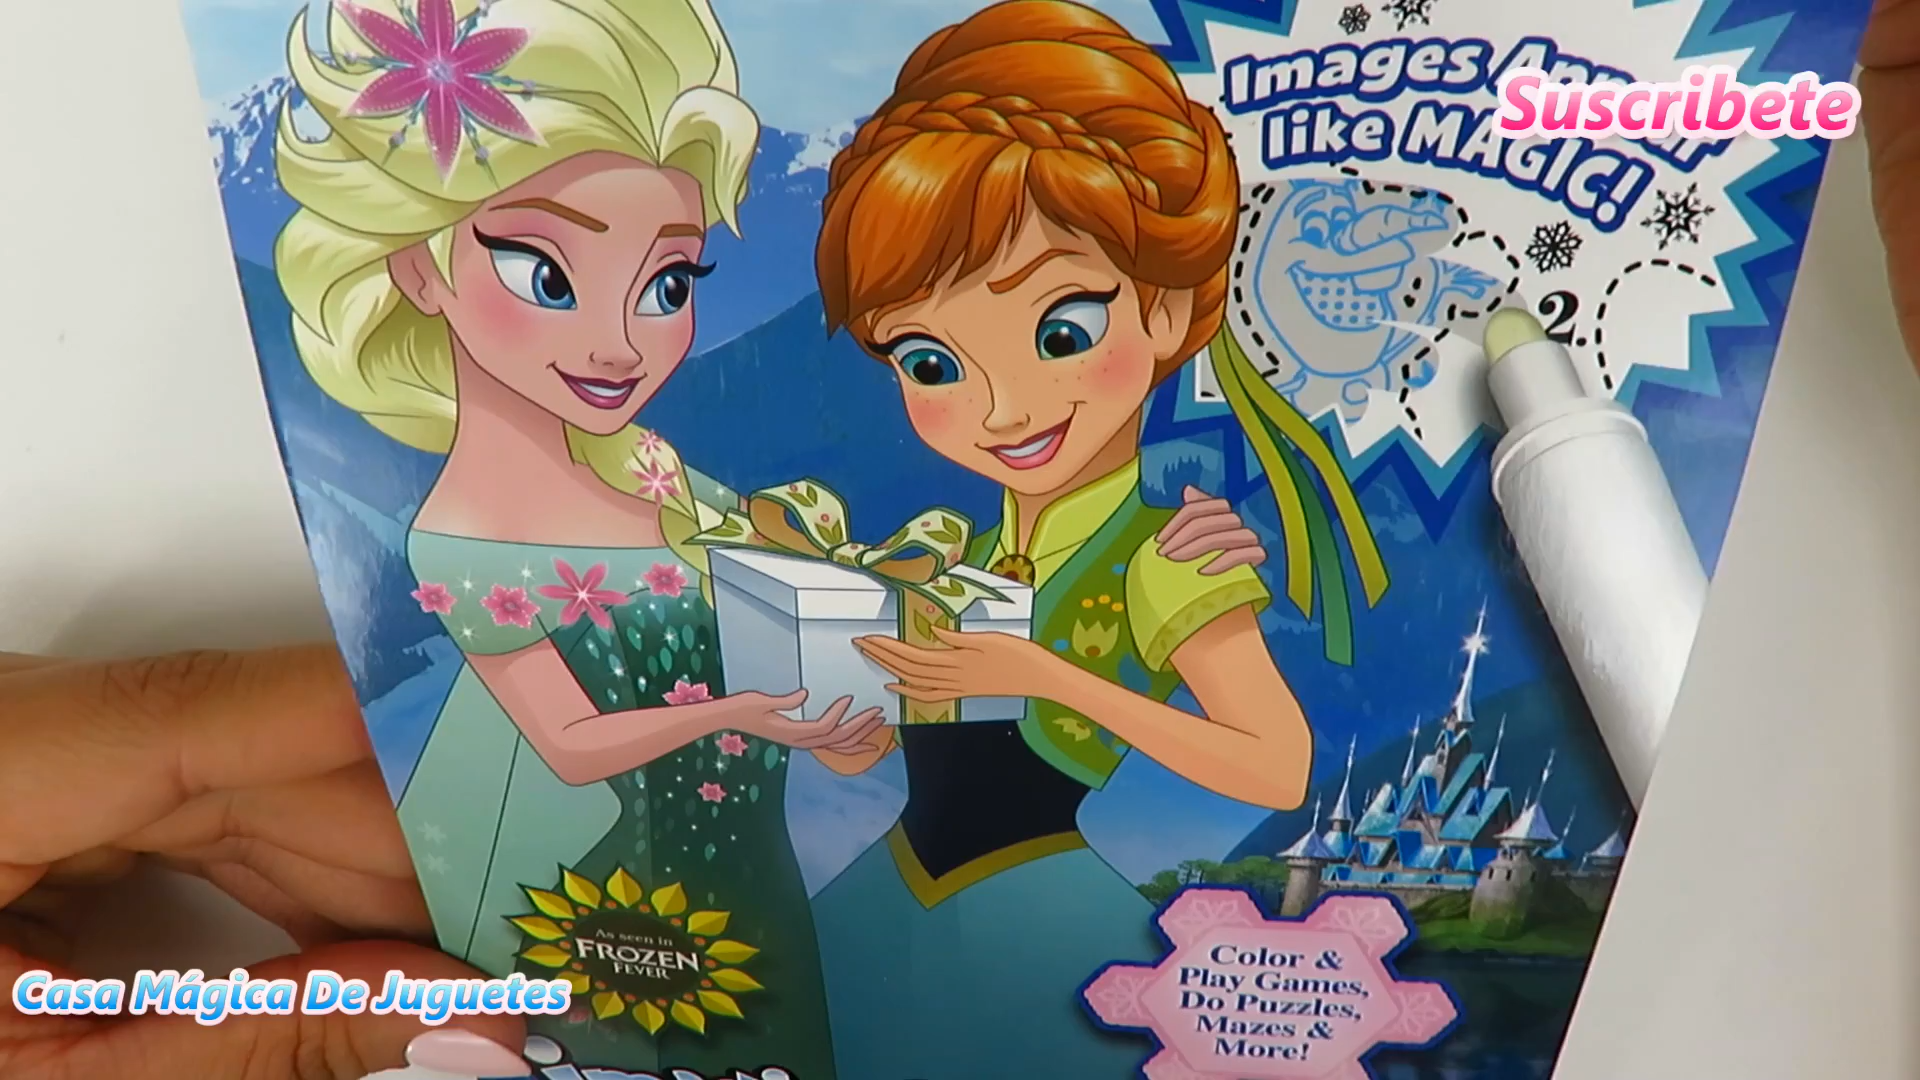 Images
like MAGIC!
Suscribete
2.
As seen in
FROZEN
FEVER
Color &
Play Games,
Do Puzzles,
Mazes &
More!
Casa Mágica De Juguetes